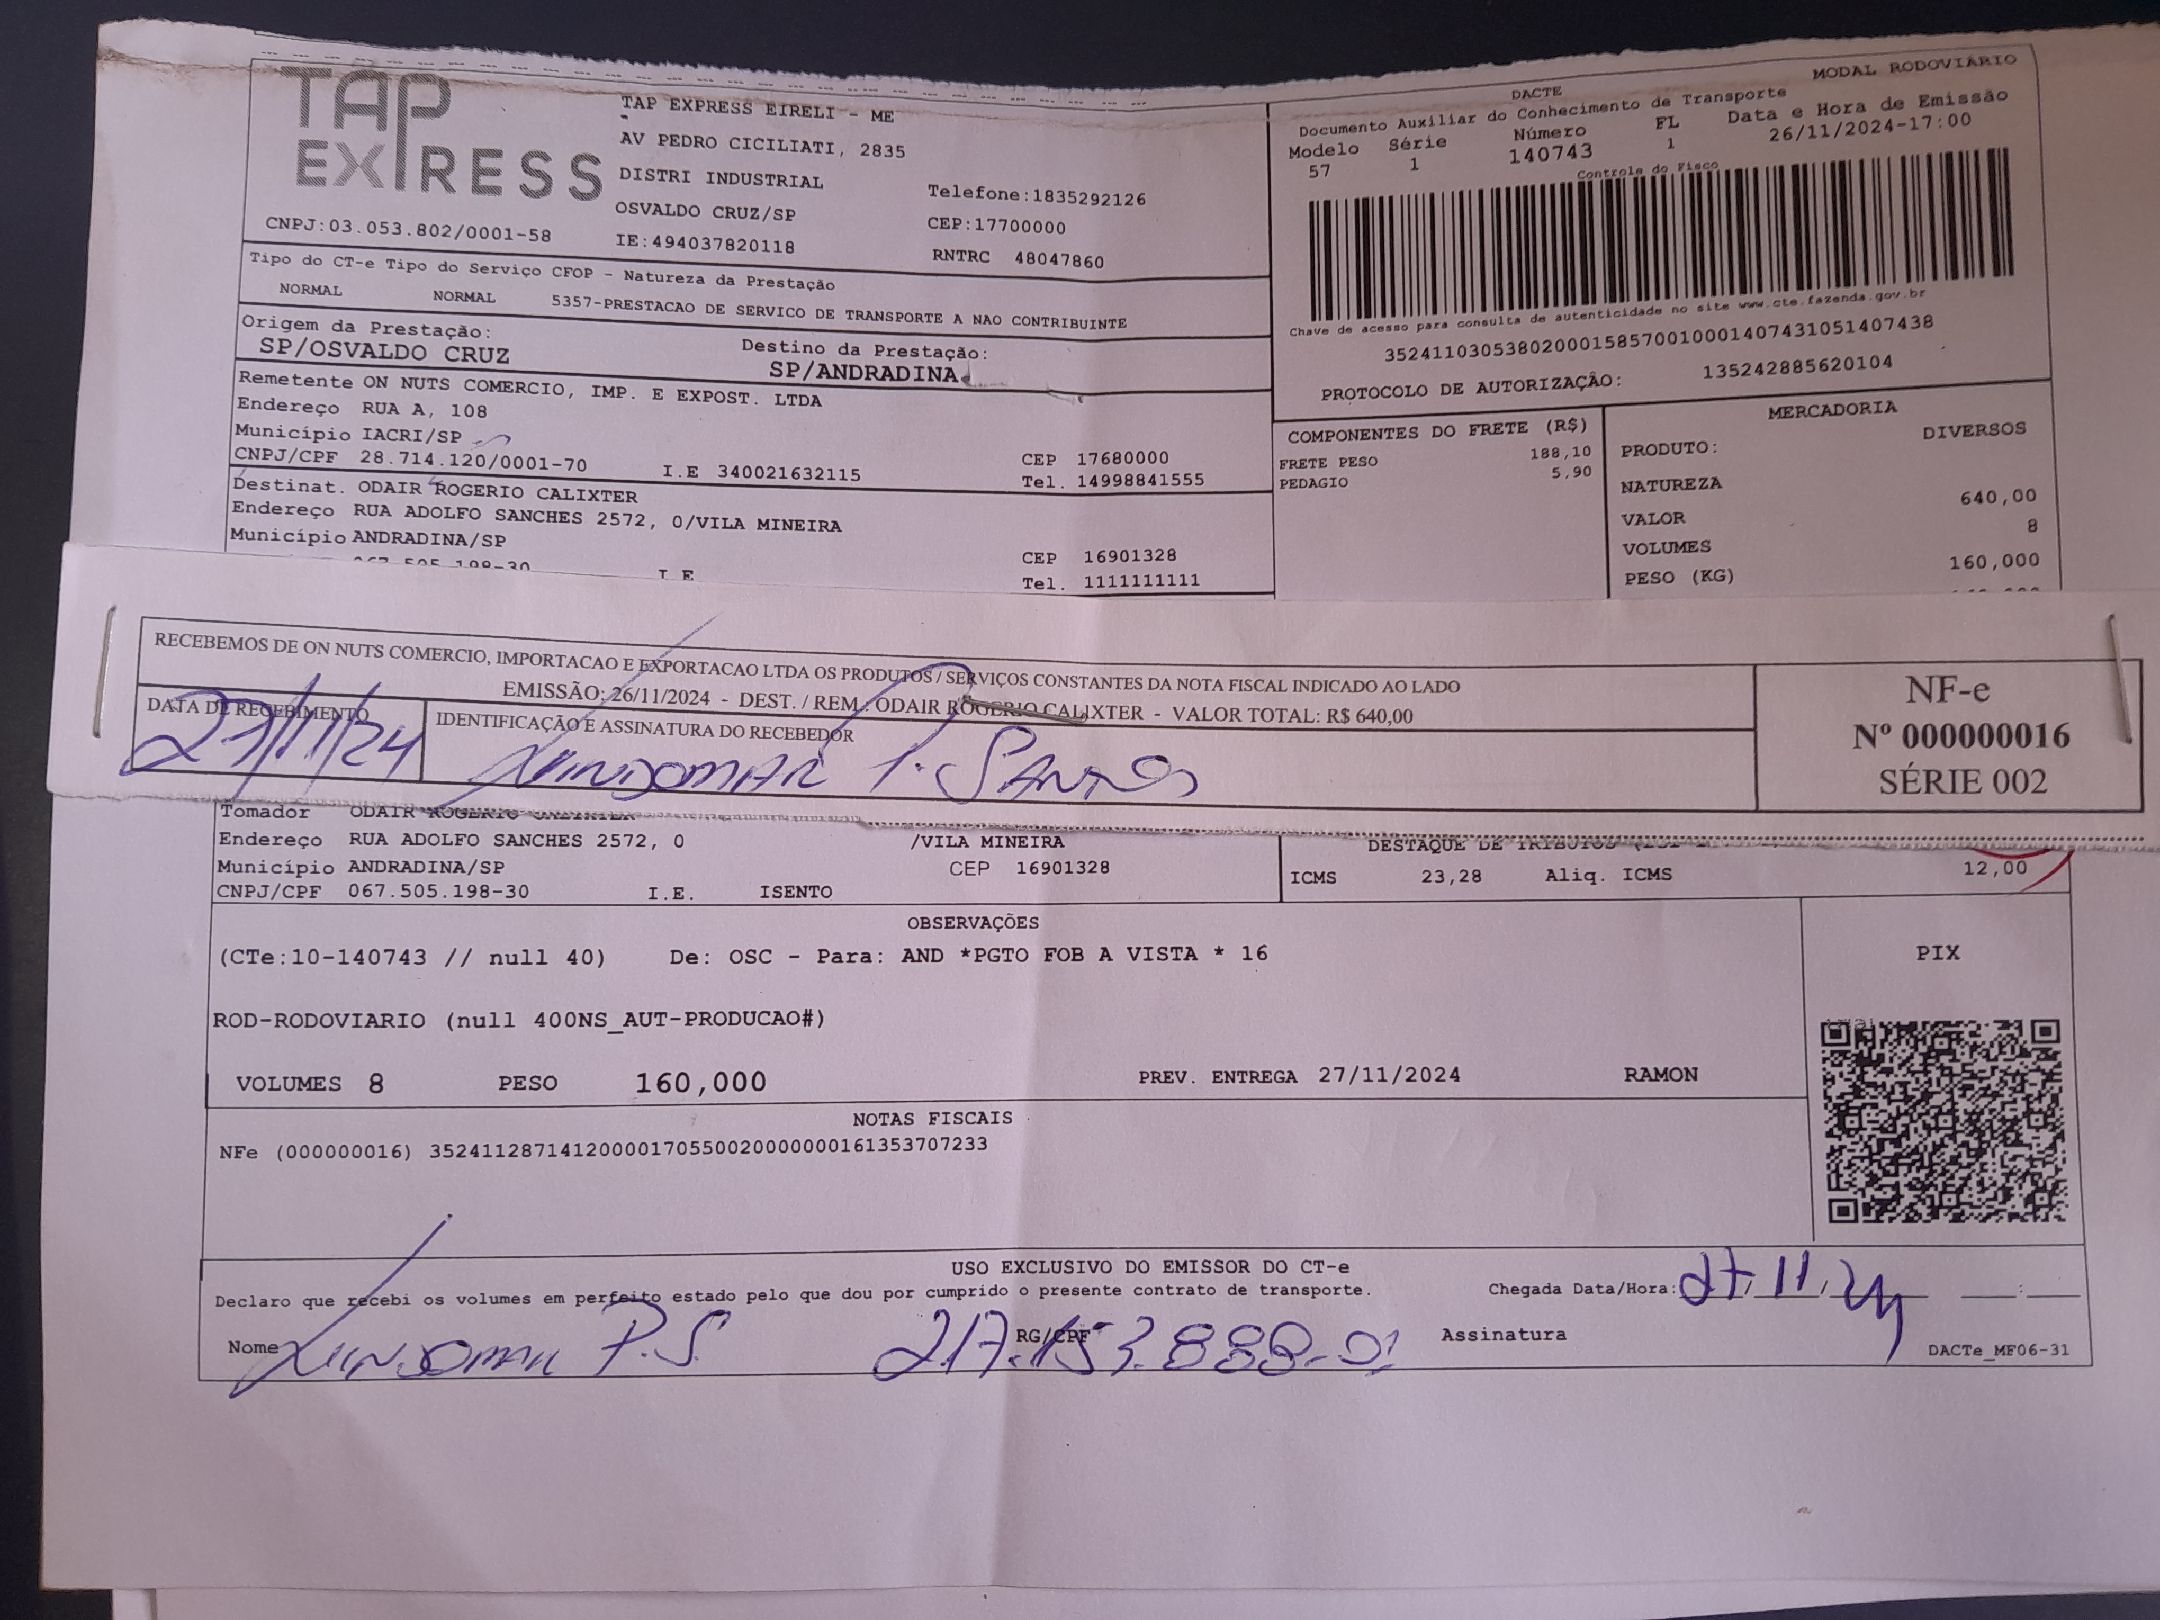 TAP EXPRESS
TAP EXPRESS EIRELI - ME
AV PEDRO CICILIATI, 2835
DISTRI INDUSTRIAL
Telefone:1835292126
OSVALDO CRUZ/SP
CEP:17700000
CNPJ:03.053.802/0001-58
IE:494037820118
RNTRC 48047860
MODAL RODOVIÁRIO
DACTE
Documento Auxiliar do Conhecimento de Transporte
Modelo Série Número FL Data e Hora de Emissão
57 1 140743 1 26/11/2024-17:00
Controle do Fisco
Chave de acesso para consulta de autenticidade no site www.cte.fazenda.gov.br
35241103053802000158570010001407431051407438
PROTOCOLO DE AUTORIZAÇÃO: 135242885620104
Tipo do CT-e Tipo do Serviço CFOP - Natureza da Prestação
NORMAL NORMAL 5357-PRESTACAO DE SERVICO DE TRANSPORTE A NAO CONTRIBUINTE
Origem da Prestação: Destino da Prestação:
SP/OSVALDO CRUZ SP/ANDRADINA
Remetente ON NUTS COMERCIO, IMP. E EXPOST. LTDA
Endereço RUA A, 108
Município IACRI/SP
CEP 17680000
CNPJ/CPF 28.714.120/0001-70 I.E 340021632115 Tel. 14998841555
Destinat. ODAIR ROGERIO CALIXTER
Endereço RUA ADOLFO SANCHES 2572, 0/VILA MINEIRA
Município ANDRADINA/SP CEP 16901328
067.505.198-30 I E Tel. 1111111111
COMPONENTES DO FRETE (R$)
FRETE PESO 188,10
PEDAGIO 5,90
MERCADORIA
PRODUTO: DIVERSOS
NATUREZA
VALOR 640,00
VOLUMES 8
PESO (KG) 160,000
RECEBEMOS DE ON NUTS COMERCIO, IMPORTACAO E EXPORTACAO LTDA OS PRODUTOS / SERVIÇOS CONSTANTES DA NOTA FISCAL INDICADO AO LADO
EMISSÃO: 26/11/2024 - DEST. / REM.: ODAIR ROGERIO CALIXTER - VALOR TOTAL: R$ 640,00
DATA DE RECEBIMENTO
27/11/24
IDENTIFICAÇÃO E ASSINATURA DO RECEBEDOR
LINDOMAR P. SANTOS
NF-e
Nº 000000016
SÉRIE 002
Tomador ODAIR ROGERIO CALIXTER
Endereço RUA ADOLFO SANCHES 2572, 0 /VILA MINEIRA
Município ANDRADINA/SP CEP 16901328
CNPJ/CPF 067.505.198-30 I.E. ISENTO
DESTAQUE DE TRIBUTOS
ICMS 23,28 Aliq. ICMS 12,00
OBSERVAÇÕES
(CTe:10-140743 // null 40) De: OSC - Para: AND *PGTO FOB A VISTA * 16
ROD-RODOVIARIO (null 400NS_AUT-PRODUCAO#)
VOLUMES 8 PESO 160,000 PREV. ENTREGA 27/11/2024 RAMON
PIX
NOTAS FISCAIS
NFe (000000016) 35241128714120000170550020000000161353707233
USO EXCLUSIVO DO EMISSOR DO CT-e
Declaro que recebi os volumes em perfeito estado pelo que dou por cumprido o presente contrato de transporte.
Chegada Data/Hora: 27/11/24
Nome LINDOMAR P.S. RG/CPF Assinatura
DACTe_MF06-31